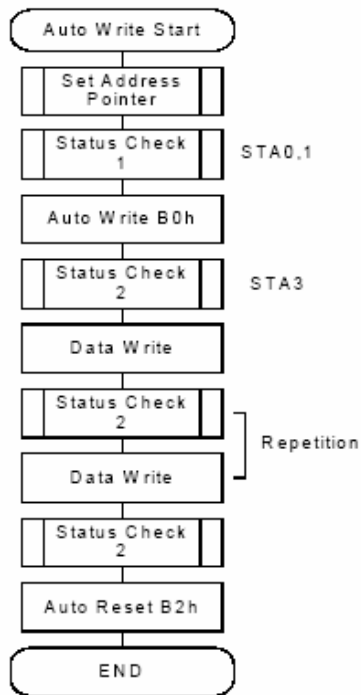 Auto Write Start
Set Address
Pointer
Status Check
1
STA0,1
Auto Write B0h
Status Check
2
STA3
Data Write
Status Check
2
Repetition
Data Write
Status Check
2
Auto Reset B2h
END